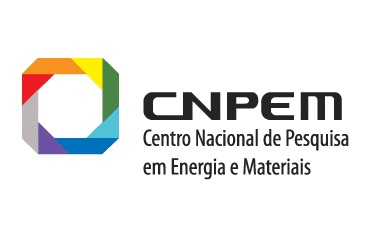 CNPEM
Centro Nacional de Pesquisa
em Energia e Materiais